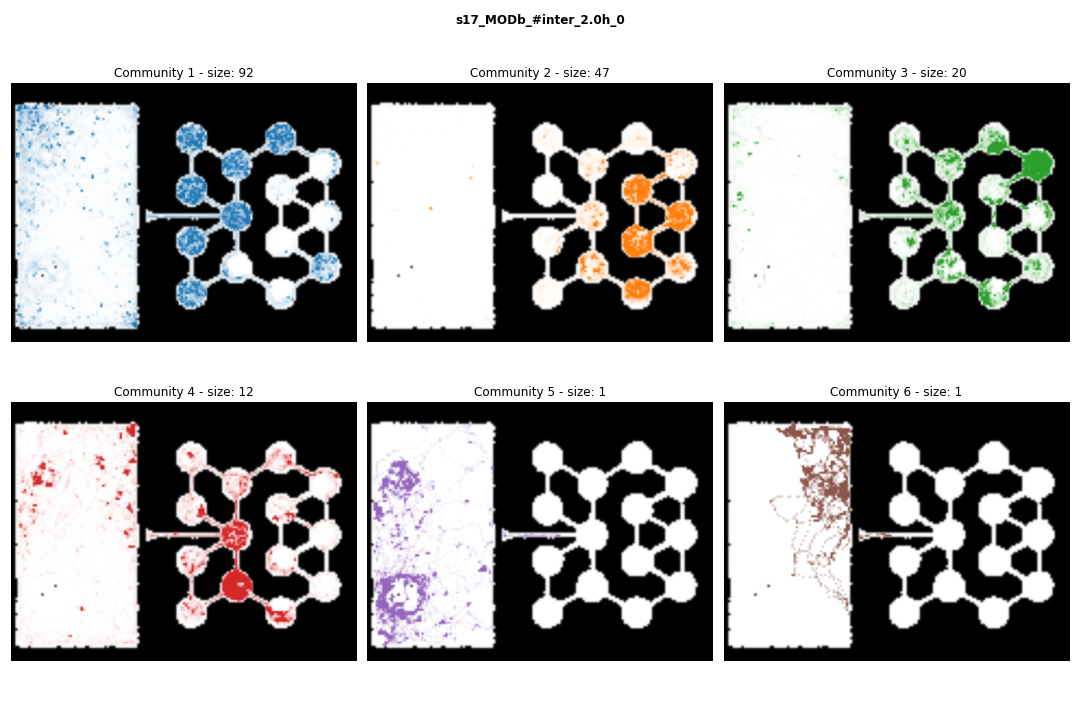 s17_MODb_#inter_2.0h_0
Community 1 - size: 92
Community 2 - size: 47
Community 3 - size: 20
Community 4 - size: 12
Community 5 - size: 1
Community 6 - size: 1